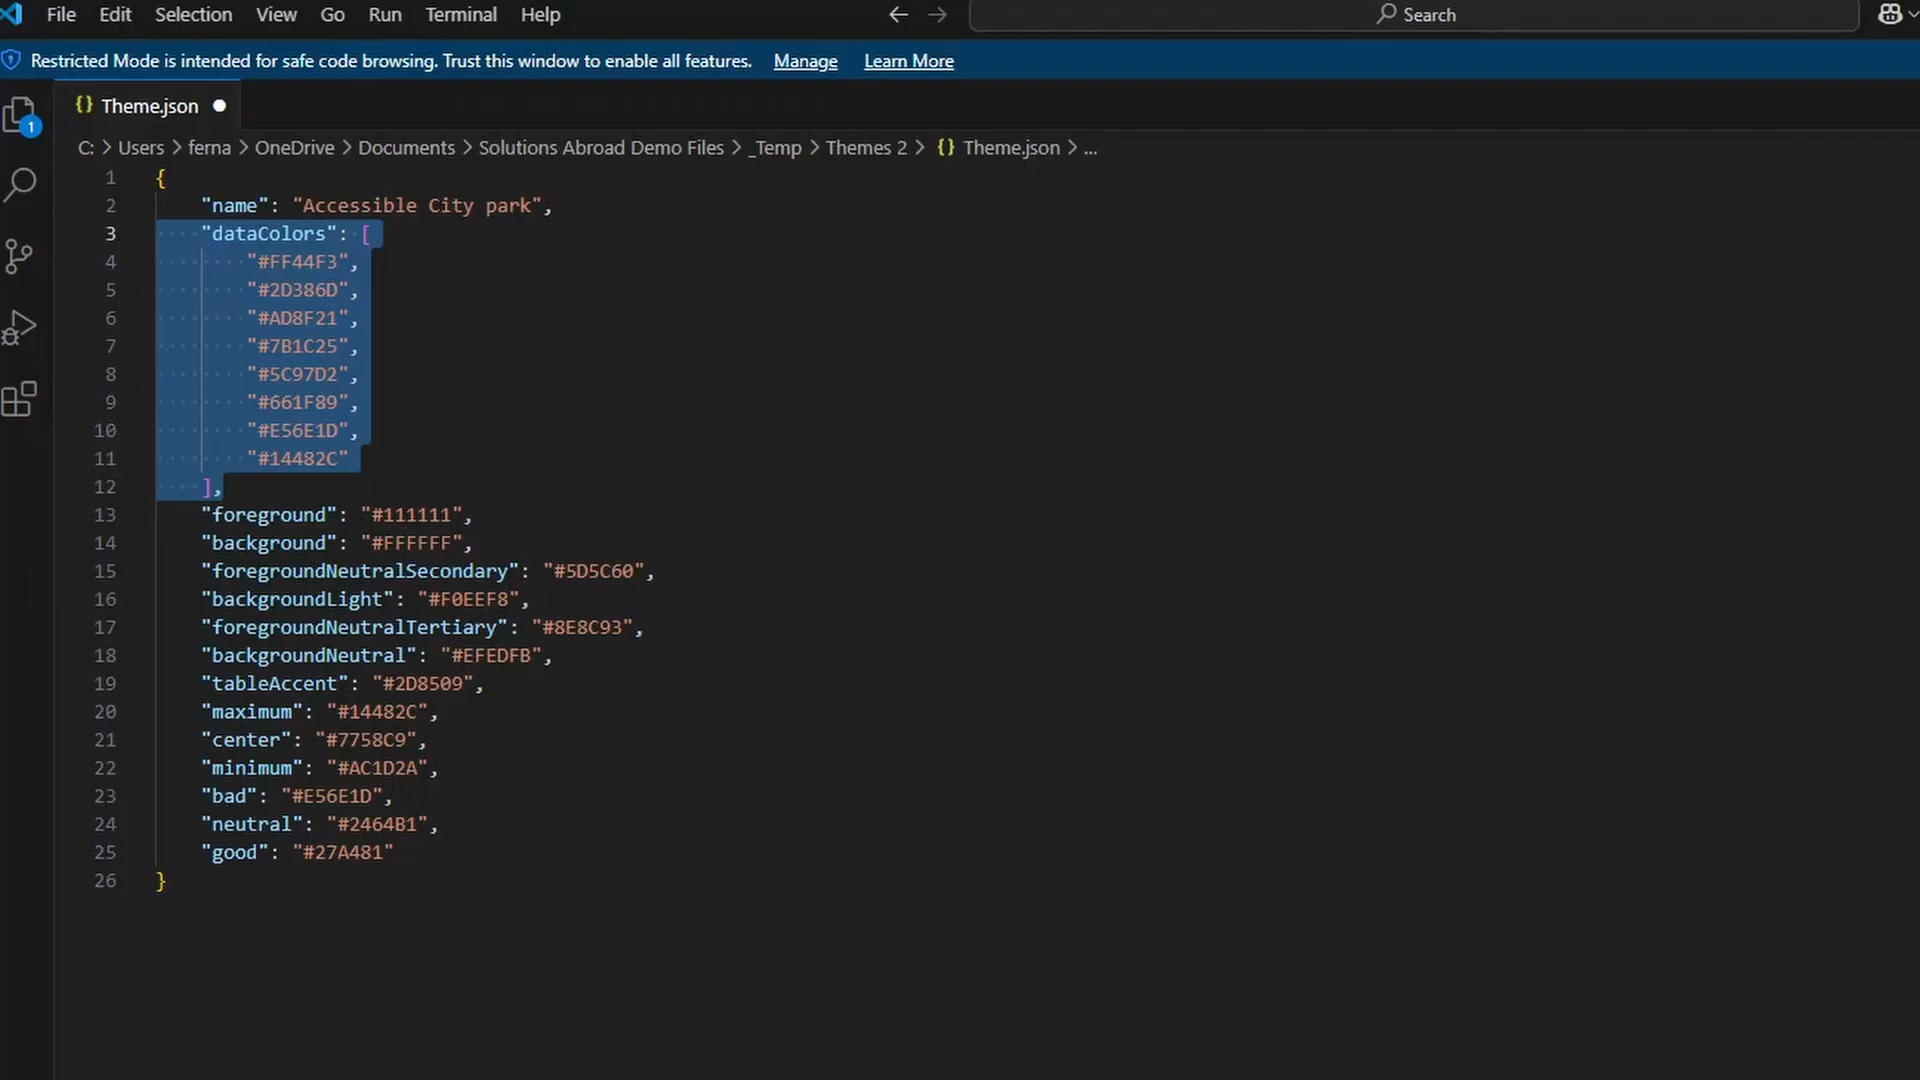 File Edit Selection View Go Run Terminal Help Search
Restricted Mode is intended for safe code browsing. Trust this window to enable all features. Manage Learn More
{} Theme.json
1
C: > Users > ferna > OneDrive > Documents > Solutions Abroad Demo Files > _Temp > Themes 2 > {} Theme.json > ...
1 {
2 "name": "Accessible City park",
3 "dataColors": [
4 "#FF44F3",
5 "#2D386D",
6 "#AD8F21",
7 "#7B1C25",
8 "#5C97D2",
9 "#661F89",
10 "#E56E1D",
11 "#14482C"
12 ],
13 "foreground": "#111111",
14 "background": "#FFFFFF",
15 "foregroundNeutralSecondary": "#5D5C60",
16 "backgroundLight": "#F0EEF8",
17 "foregroundNeutralTertiary": "#8E8C93",
18 "backgroundNeutral": "#EFEDFB",
19 "tableAccent": "#2D8509",
20 "maximum": "#14482C",
21 "center": "#7758C9",
22 "minimum": "#AC1D2A",
23 "bad": "#E56E1D",
24 "neutral": "#2464B1",
25 "good": "#27A481"
26 }